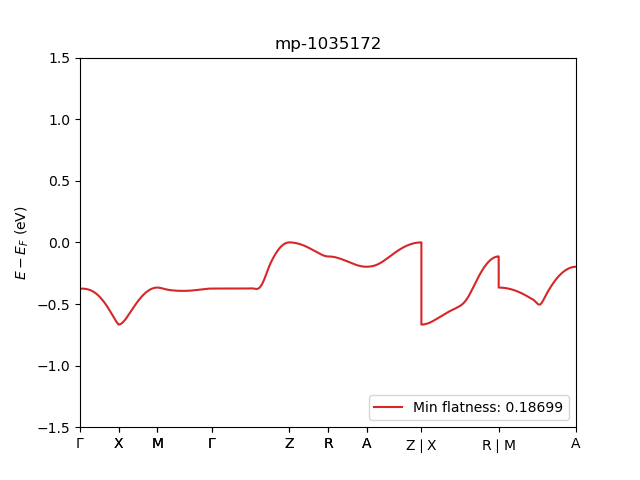 mp-1035172
E − E_F (eV)
1.5
1.0
0.5
0.0
−0.5
−1.0
−1.5
Min flatness: 0.18699
Γ X M Γ Z R A Z | X R | M A